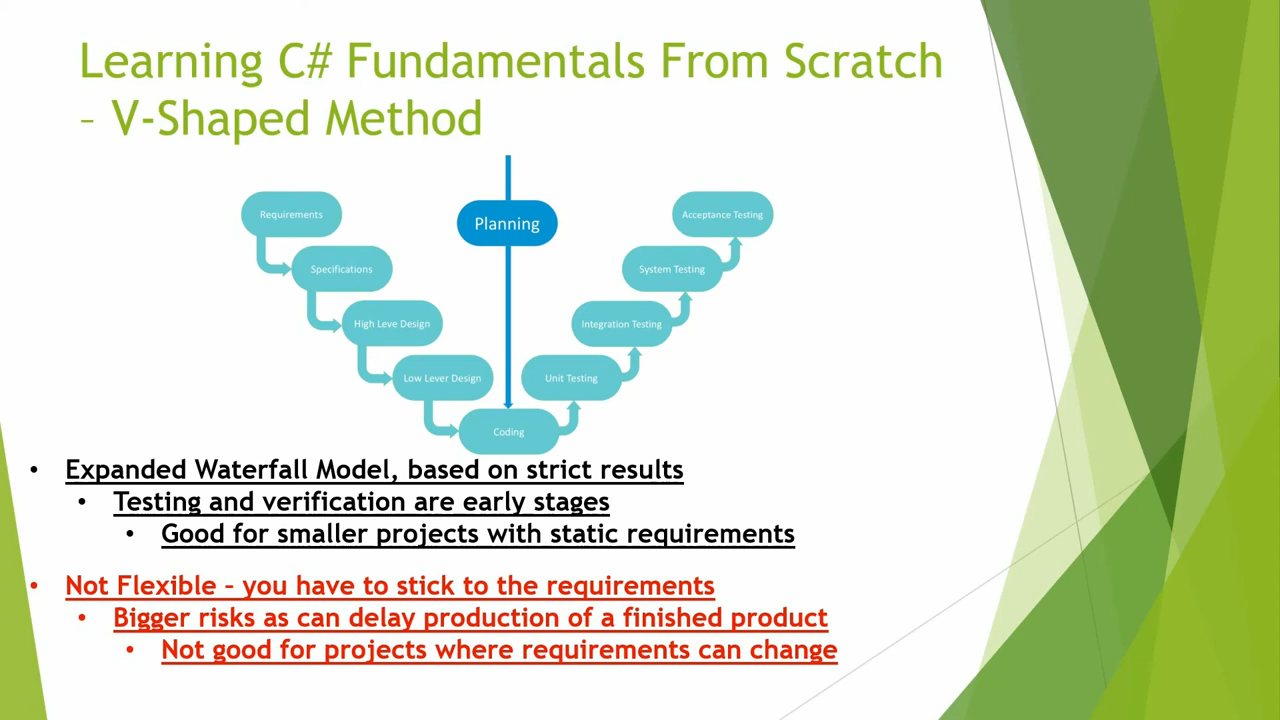 Learning C# Fundamentals From Scratch
– V-Shaped Method
Requirements
Planning
Acceptance Testing
Specifications
System Testing
High Leve Design
Integration Testing
Low Lever Design
Unit Testing
Coding
• Expanded Waterfall Model, based on strict results
• Testing and verification are early stages
• Good for smaller projects with static requirements
• Not Flexible – you have to stick to the requirements
• Bigger risks as can delay production of a finished product
• Not good for projects where requirements can change